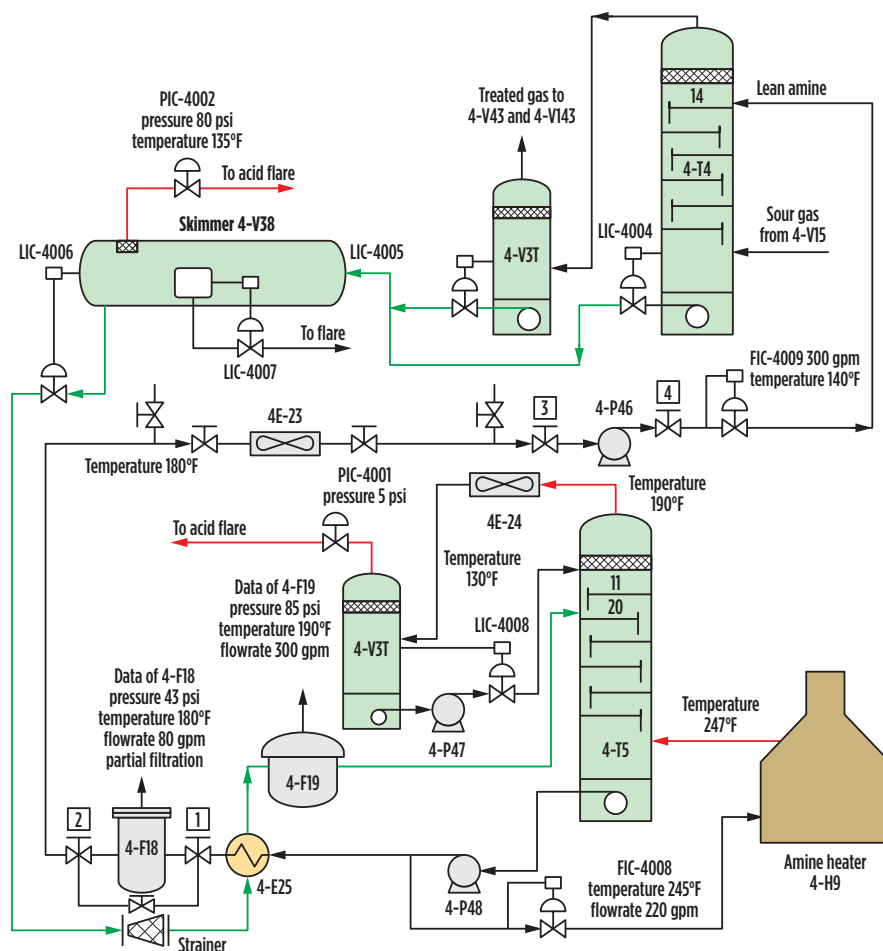 PIC-4002
pressure 80 psi
temperature 135°F
To acid flare
Skimmer 4-V38
LIC-4006
LIC-4005
LIC-4007
To flare
Treated gas to
4-V43 and 4-V143
4-V3T
LIC-4004
14
4-T4
Lean amine
Sour gas
from 4-V15
FIC-4009 300 gpm
temperature 140°F
4E-23
Temperature 180°F
3
4-P46
4
PIC-4001
pressure 5 psi
To acid flare
4E-24
Temperature
190°F
Temperature
130°F
Data of 4-F19
pressure 85 psi
temperature 190°F
flowrate 300 gpm
4-V3T
LIC-4008
4-P47
11
20
4-T5
Temperature
247°F
Amine heater
4-H9
Data of 4-F18
pressure 43 psi
temperature 180°F
flowrate 80 gpm
partial filtration
4-F19
2
4-F18
1
4-E25
Strainer
4-P48
FIC-4008
temperature 245°F
flowrate 220 gpm